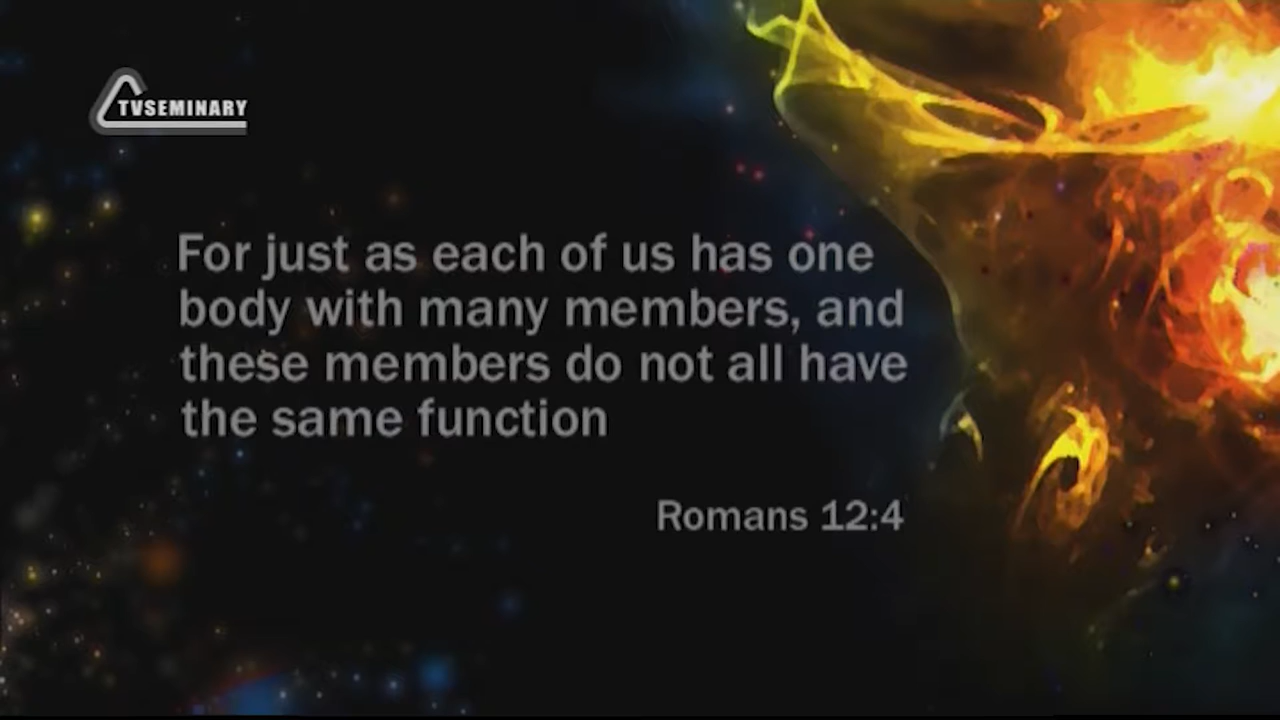 TVSEMINARY
For just as each of us has one
body with many members, and
these members do not all have
the same function
Romans 12:4